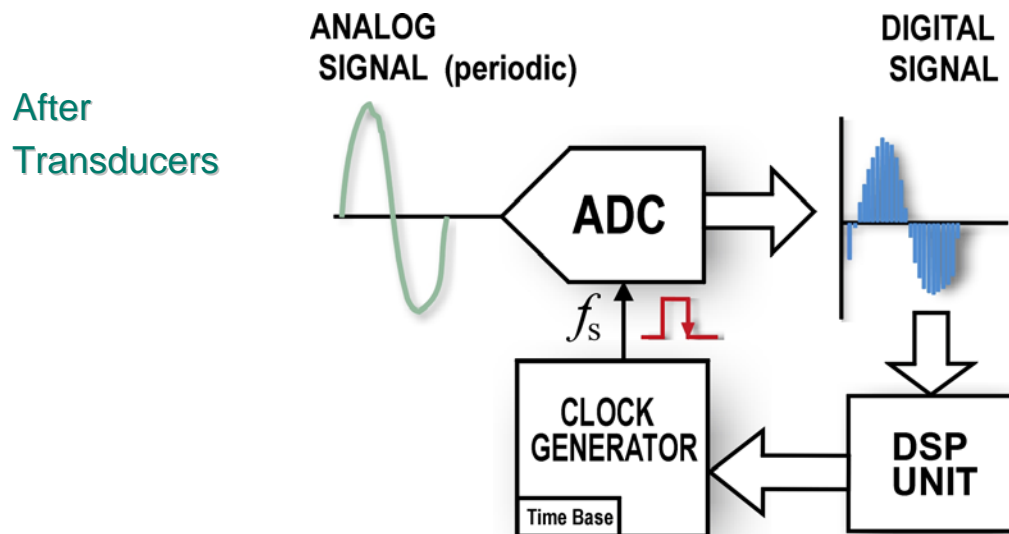 ANALOG
SIGNAL (periodic)
DIGITAL
SIGNAL
After
Transducers
ADC
fs
CLOCK
GENERATOR
Time Base
DSP
UNIT